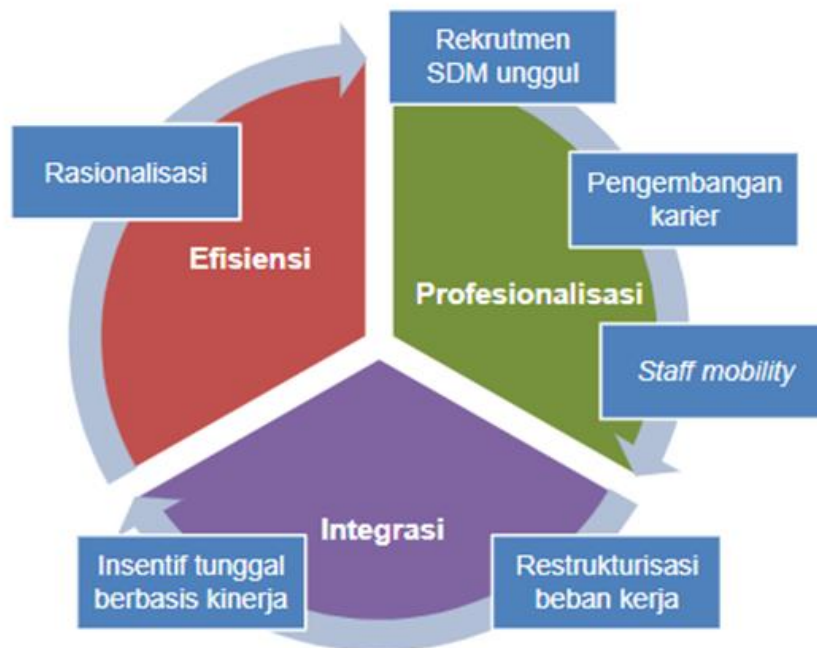 Rekrutmen
SDM unggul
Rasionalisasi
Pengembangan
karier
Efisiensi
Profesionalisasi
Staff mobility
Integrasi
Insentif tunggal
berbasis kinerja
Restrukturisasi
beban kerja